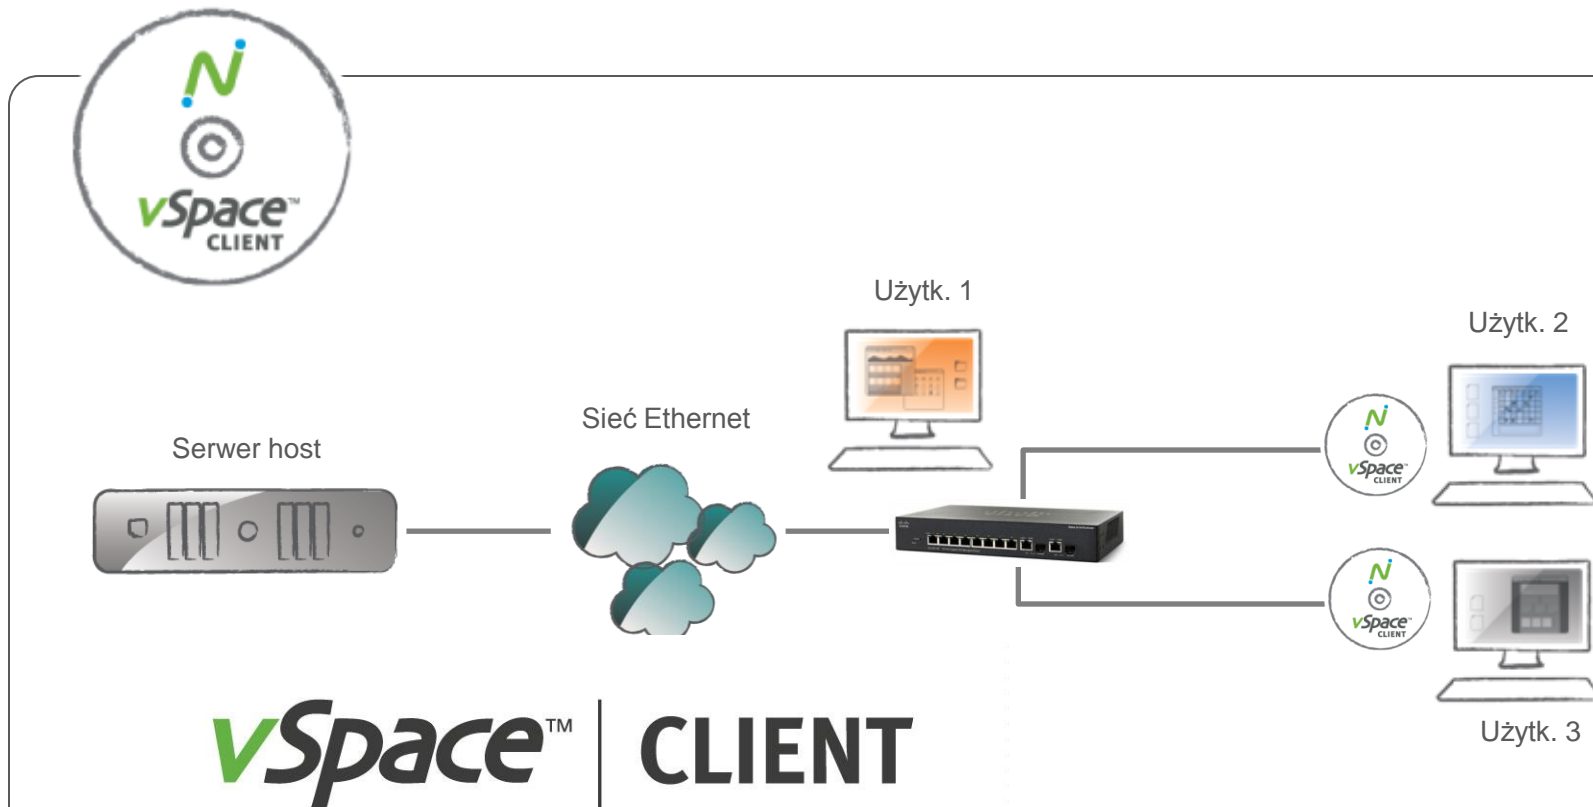 vSpace™
CLIENT
Użytk. 1
Użytk. 2
Sieć Ethernet
Serwer host
vSpace™
CLIENT
vSpace™
CLIENT
Użytk. 3
vSpace™ | CLIENT